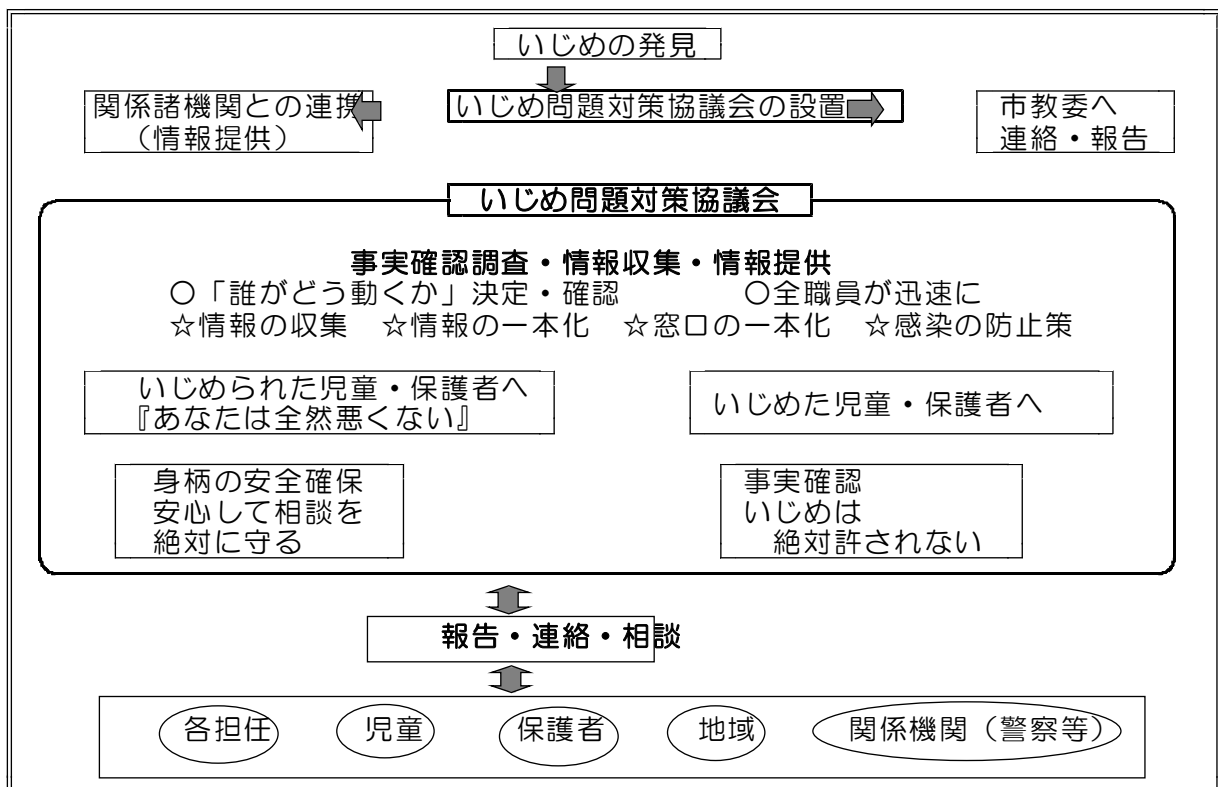 いじめの発見
関係諸機関との連携
(情報提供)
いじめ問題対策協議会の設置
市教委へ
連絡・報告
いじめ問題対策協議会
事実確認調査・情報収集・情報提供
〇「誰がどう動くか」決定・確認　〇全職員が迅速に
☆情報の収集　☆情報の一本化　☆窓口の一本化　☆感染の防止策
いじめられた児童・保護者へ
『あなたは全然悪くない』
いじめた児童・保護者へ
身柄の安全確保
安心して相談を
絶対に守る
事実確認
いじめは
絶対許されない
報告・連絡・相談
各担任　児童　保護者　地域　関係機関（警察等）